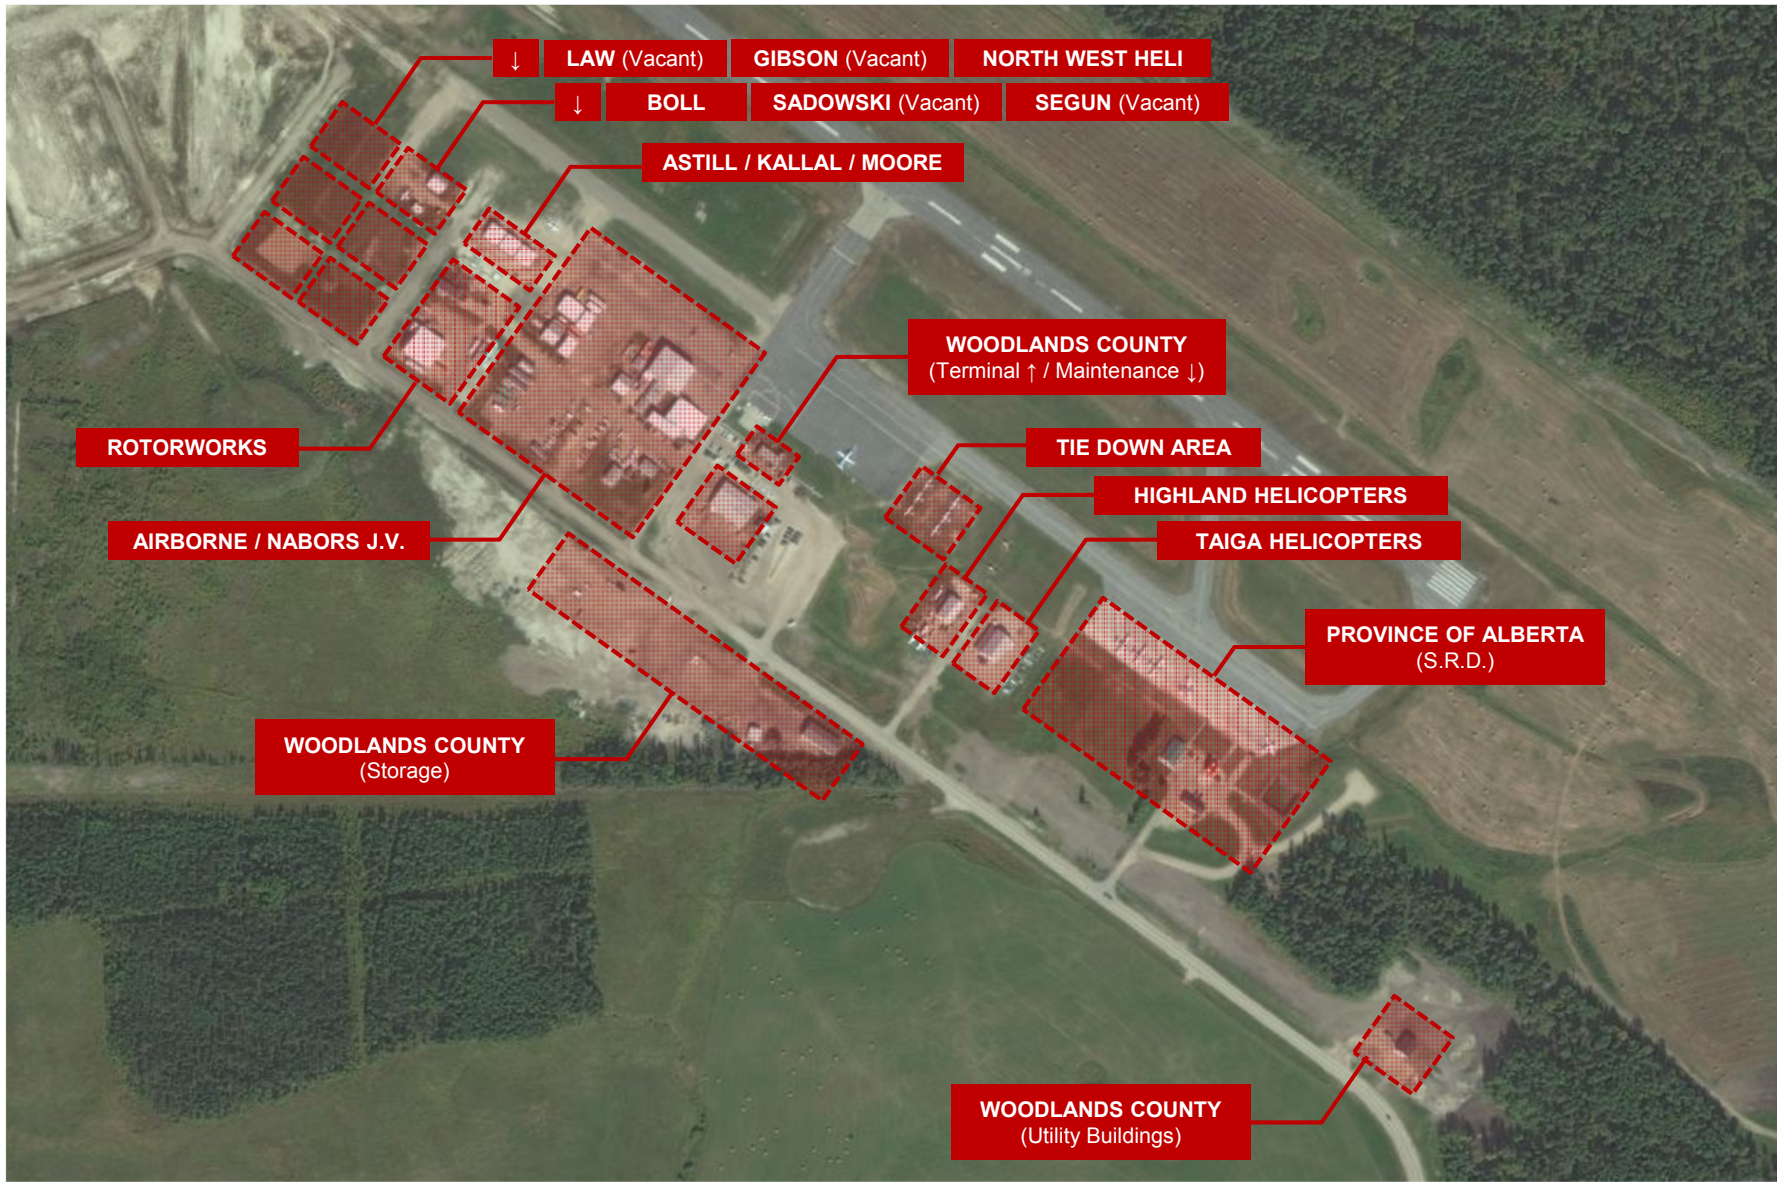 ↓ LAW (Vacant) GIBSON (Vacant) NORTH WEST HELI
↓ BOLL SADOWSKI (Vacant) SEGUN (Vacant)
ASTILL / KALLAL / MOORE
WOODLANDS COUNTY
(Terminal ↑ / Maintenance ↓)
ROTORWORKS
TIE DOWN AREA
HIGHLAND HELICOPTERS
AIRBORNE / NABORS J.V.
TAIGA HELICOPTERS
PROVINCE OF ALBERTA
(S.R.D.)
WOODLANDS COUNTY
(Storage)
WOODLANDS COUNTY
(Utility Buildings)